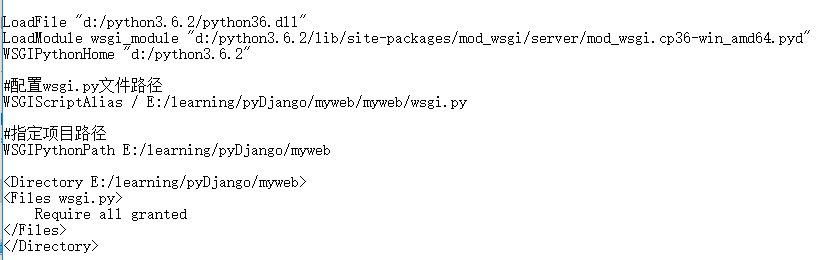 LoadFile "d:/python3.6.2/python36.dll"
LoadModule wsgi_module "d:/python3.6.2/lib/site-packages/mod_wsgi/server/mod_wsgi.cp36-win_amd64.pyd"
WSGIPythonHome "d:/python3.6.2"
#配置wsgi.py文件路径
WSGIScriptAlias / E:/learning/pyDjango/myweb/myweb/wsgi.py
#指定项目路径
WSGIPythonPath E:/learning/pyDjango/myweb
<Directory E:/learning/pyDjango/myweb>
<Files wsgi.py>
    Require all granted
</Files>
</Directory>